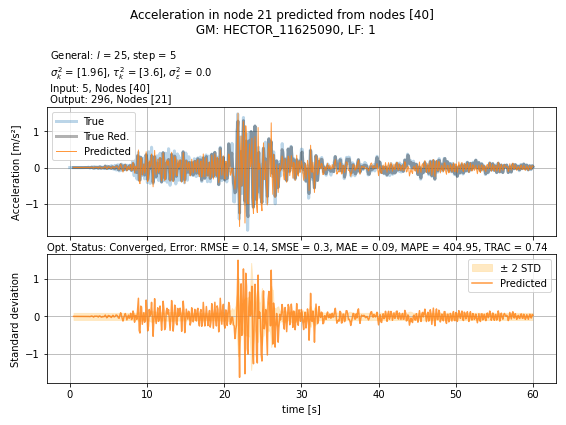 Acceleration in node 21 predicted from nodes [40]
GM: HECTOR_11625090, LF: 1
General: l = 25, step = 5
σ²ₖ = [1.96], τ²ₖ = [3.6], σ²ε = 0.0
Input: 5, Nodes [40]
Output: 296, Nodes [21]
True
True Red.
Predicted
Acceleration [m/s²]
1
0
−1
Opt. Status: Converged, Error: RMSE = 0.14, SMSE = 0.3, MAE = 0.09, MAPE = 404.95, TRAC = 0.74
± 2 STD
Predicted
Standard deviation
1
0
−1
0 10 20 30 40 50 60
time [s]